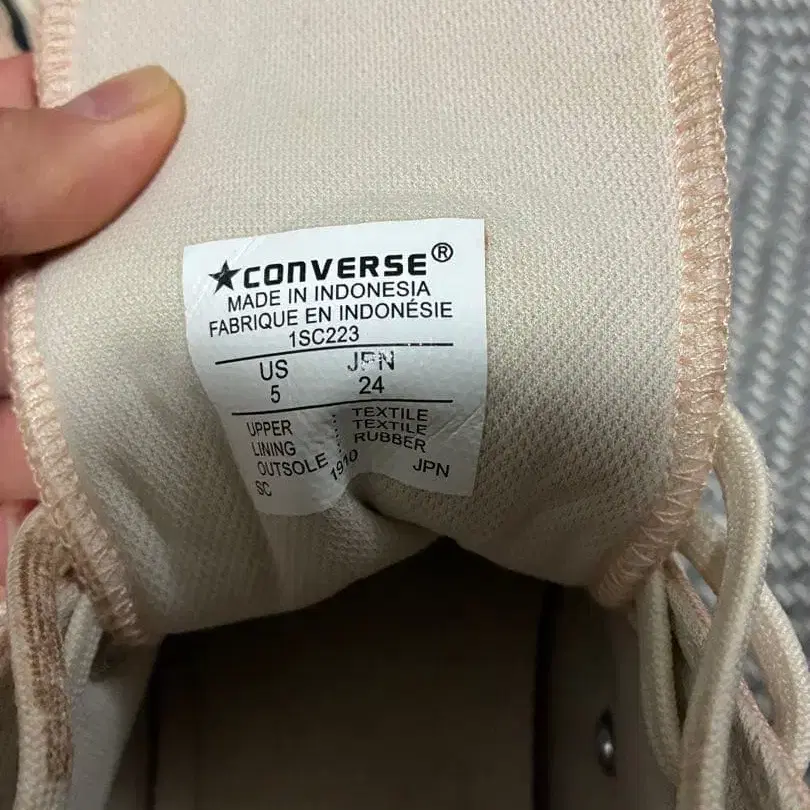 ★CONVERSE®
MADE IN INDONESIA
FABRIQUE EN INDONÉSIE
1SC223
US JPN
5 24
UPPER : TEXTILE
LINING : TEXTILE
OUTSOLE : RUBBER
SC 1910 JPN